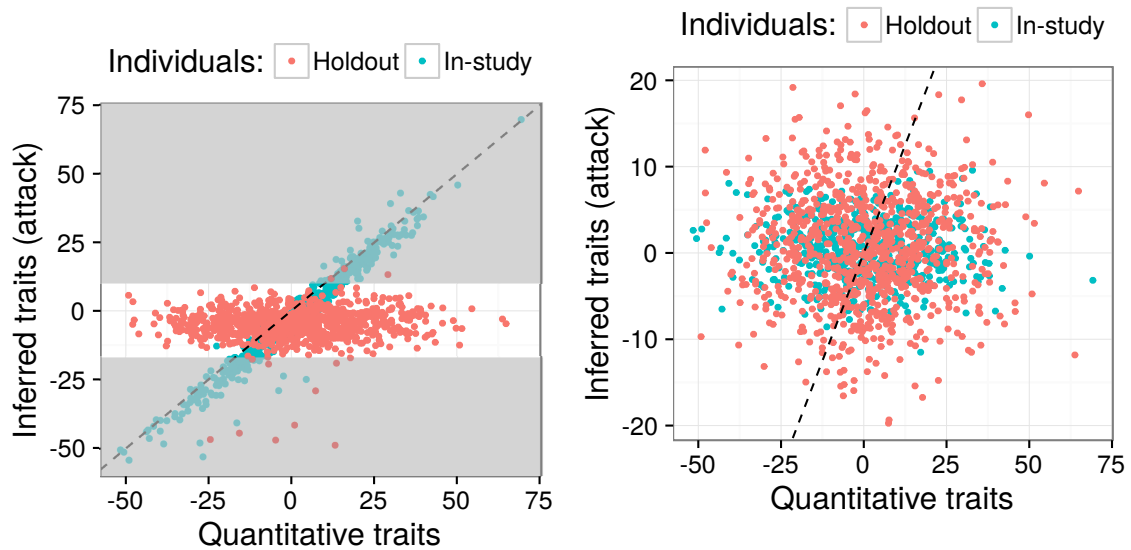 Individuals: Holdout In-study
75
50
25
0
-25
-50
Inferred traits (attack)
-50 -25 0 25 50 75
Quantitative traits
Individuals: Holdout In-study
20
10
0
-10
-20
Inferred traits (attack)
-50 -25 0 25 50 75
Quantitative traits